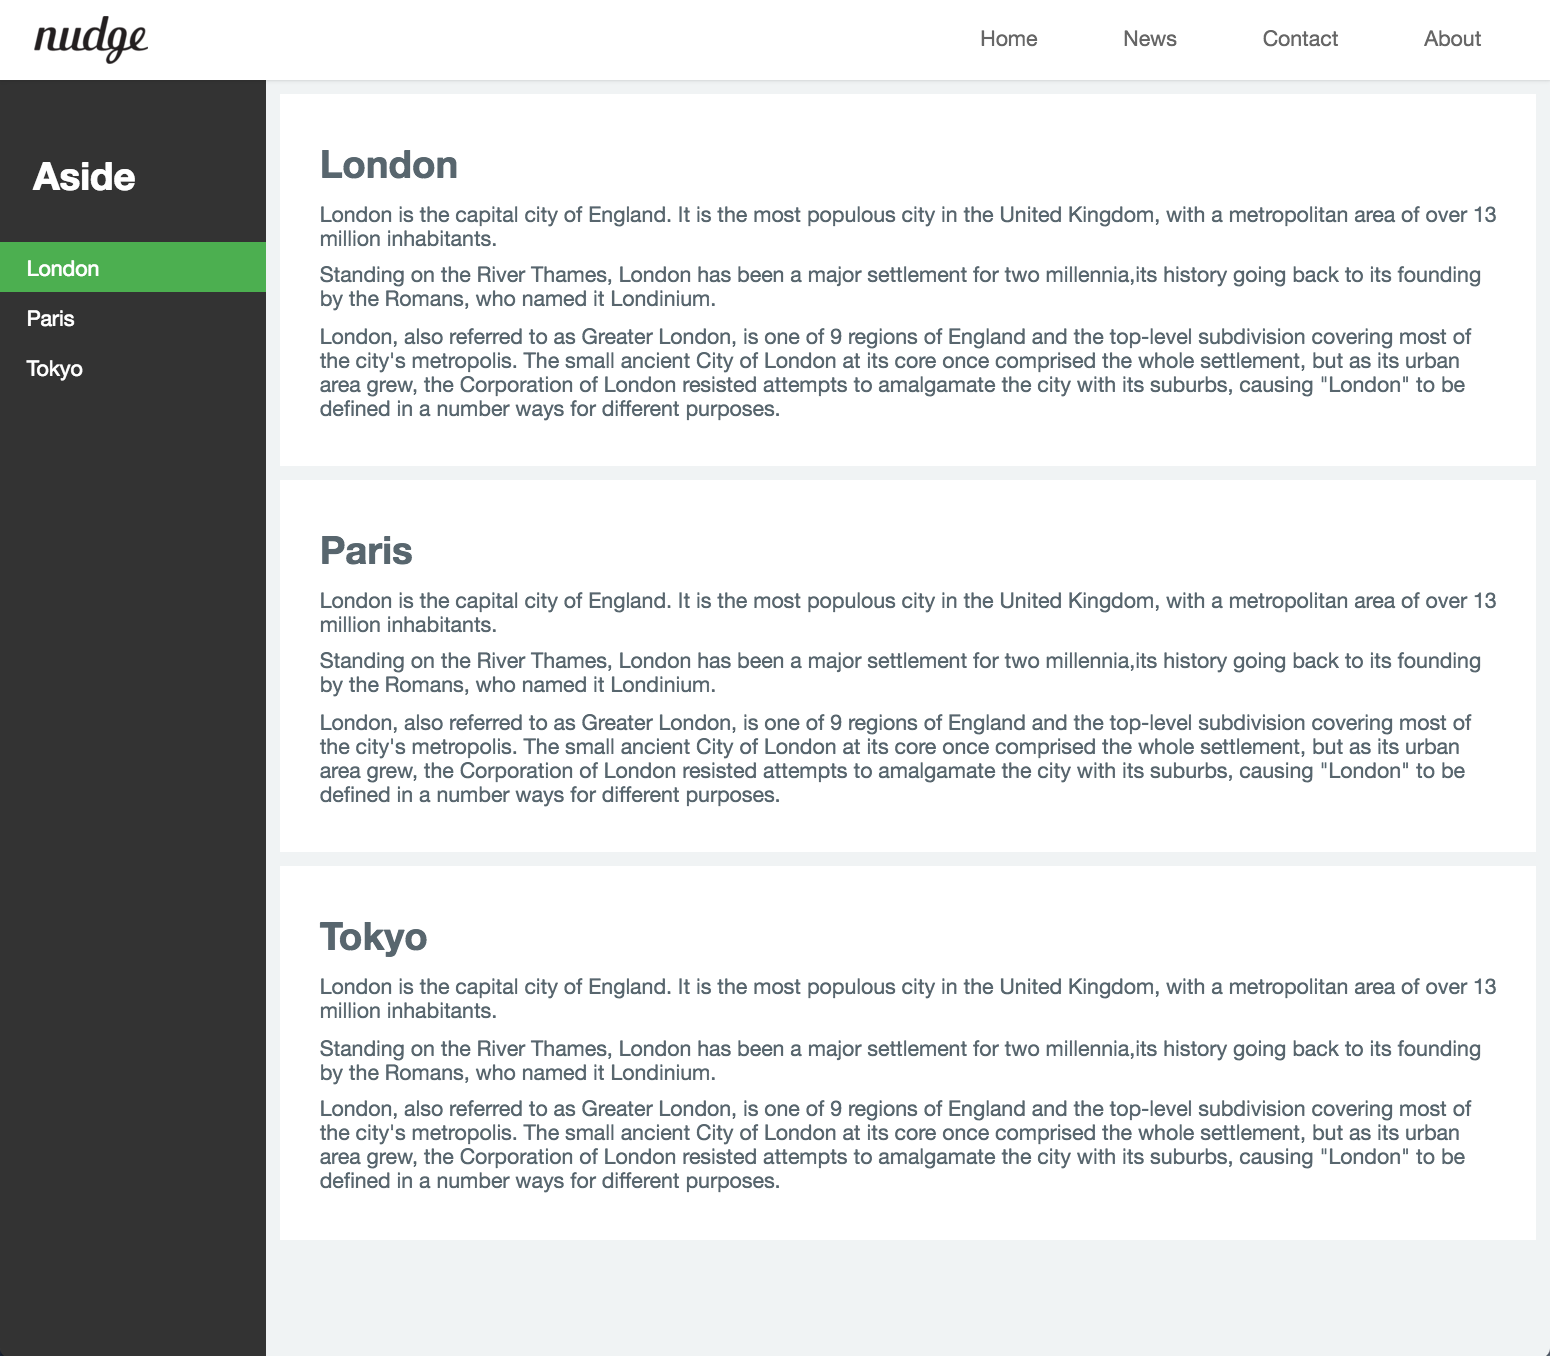 nudge
Home News Contact About
Aside
London
Paris
Tokyo
London
London is the capital city of England. It is the most populous city in the United Kingdom, with a metropolitan area of over 13
million inhabitants.
Standing on the River Thames, London has been a major settlement for two millennia,its history going back to its founding
by the Romans, who named it Londinium.
London, also referred to as Greater London, is one of 9 regions of England and the top-level subdivision covering most of
the city's metropolis. The small ancient City of London at its core once comprised the whole settlement, but as its urban
area grew, the Corporation of London resisted attempts to amalgamate the city with its suburbs, causing "London" to be
defined in a number ways for different purposes.
Paris
London is the capital city of England. It is the most populous city in the United Kingdom, with a metropolitan area of over 13
million inhabitants.
Standing on the River Thames, London has been a major settlement for two millennia,its history going back to its founding
by the Romans, who named it Londinium.
London, also referred to as Greater London, is one of 9 regions of England and the top-level subdivision covering most of
the city's metropolis. The small ancient City of London at its core once comprised the whole settlement, but as its urban
area grew, the Corporation of London resisted attempts to amalgamate the city with its suburbs, causing "London" to be
defined in a number ways for different purposes.
Tokyo
London is the capital city of England. It is the most populous city in the United Kingdom, with a metropolitan area of over 13
million inhabitants.
Standing on the River Thames, London has been a major settlement for two millennia,its history going back to its founding
by the Romans, who named it Londinium.
London, also referred to as Greater London, is one of 9 regions of England and the top-level subdivision covering most of
the city's metropolis. The small ancient City of London at its core once comprised the whole settlement, but as its urban
area grew, the Corporation of London resisted attempts to amalgamate the city with its suburbs, causing "London" to be
defined in a number ways for different purposes.